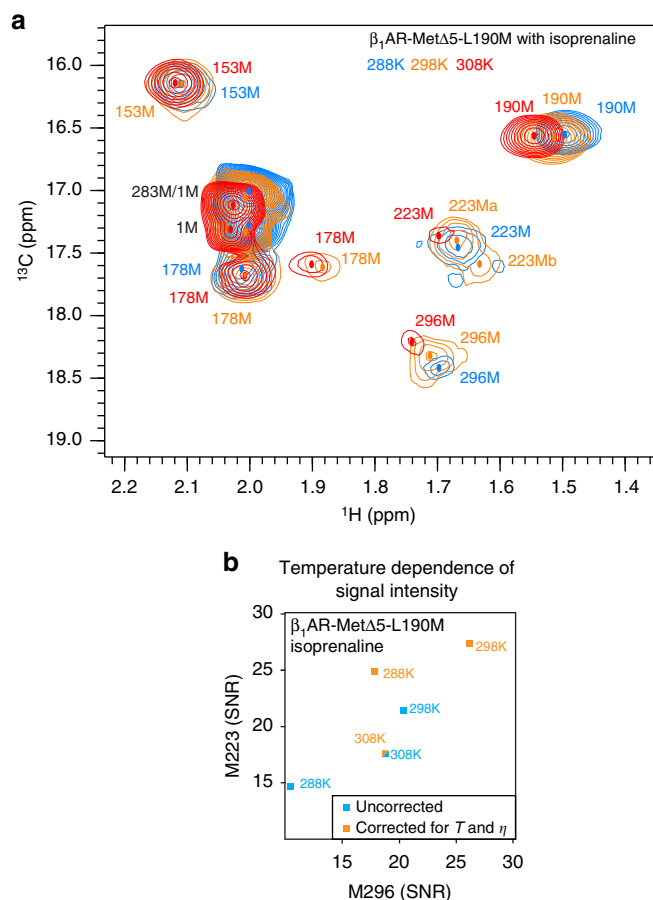 a
β₁AR-MetΔ5-L190M with isoprenaline
288K 298K 308K
16.0
16.5
17.0
17.5
18.0
18.5
19.0
¹³C (ppm)
153M
153M
153M
190M
190M
190M
283M/1M
1M
178M
178M
178M
178M
178M
223M
223Ma
223M
223Mb
296M
296M
296M
2.2 2.1 2.0 1.9 1.8 1.7 1.6 1.5 1.4
¹H (ppm)
b
Temperature dependence of
signal intensity
β₁AR-MetΔ5-L190M
isoprenaline
30
25
20
15
M223 (SNR)
298K
288K
298K
308K
308K
288K
Uncorrected
Corrected for T and η
15 20 25 30
M296 (SNR)